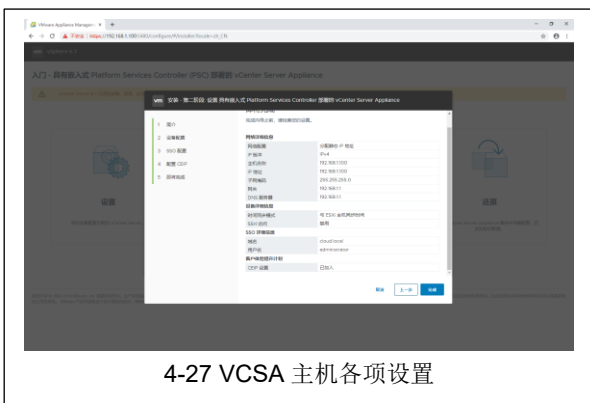 VMware Appliance Management
不安全
https://192.168.1.100:5480/configure/#/installer?locale=zh_CN
vm vSphere 6.7
入门 - 具有嵌入式 Platform Services Controller (PSC) 部署的 vCenter Server Appliance
vm 安装 - 第二阶段: 设置 具有嵌入式 Platform Services Controller 部署的 vCenter Server Appliance
1 简介
2 设备配置
3 SSO 配置
4 配置 CEIP
5 即将完成
网络详细信息
网络配置 分配静态 IP 地址
IP 版本 IPv4
主机名称 192.168.1.100
IP 地址 192.168.1.100
子网掩码 255.255.255.0
网关 192.168.1.1
DNS 服务器 192.168.1.1
设备详细信息
时间同步模式 与 ESXi 主机同步时间
SSH 访问 禁用
SSO 详细信息
域名 cloud.local
用户名 administrator
客户体验提升计划
CEIP 设置 已加入
取消 上一步 完成
设置
还原
4-27 VCSA 主机各项设置